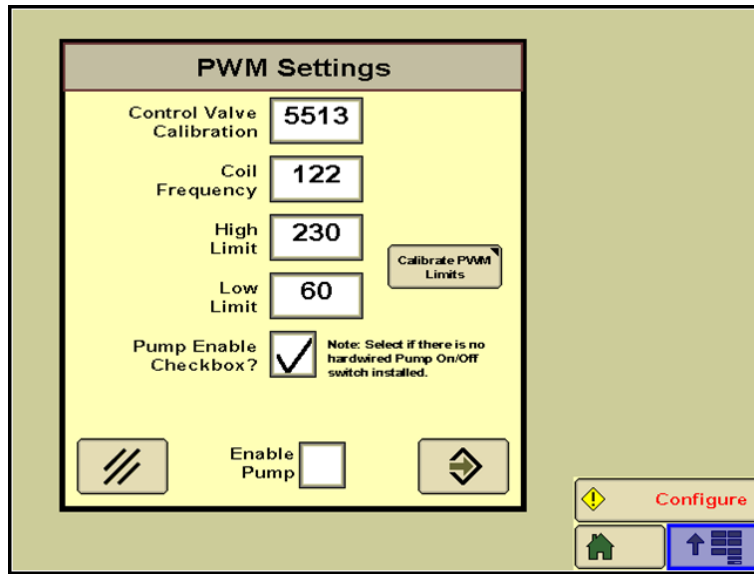 PWM Settings
Control Valve
Calibration
5513
Coil
Frequency
122
High
Limit
230
Calibrate PWM
Limits
Low
Limit
60
Pump Enable
Checkbox?
Note: Select if there is no
hardwired Pump On/Off
switch installed.
Enable
Pump
Configure